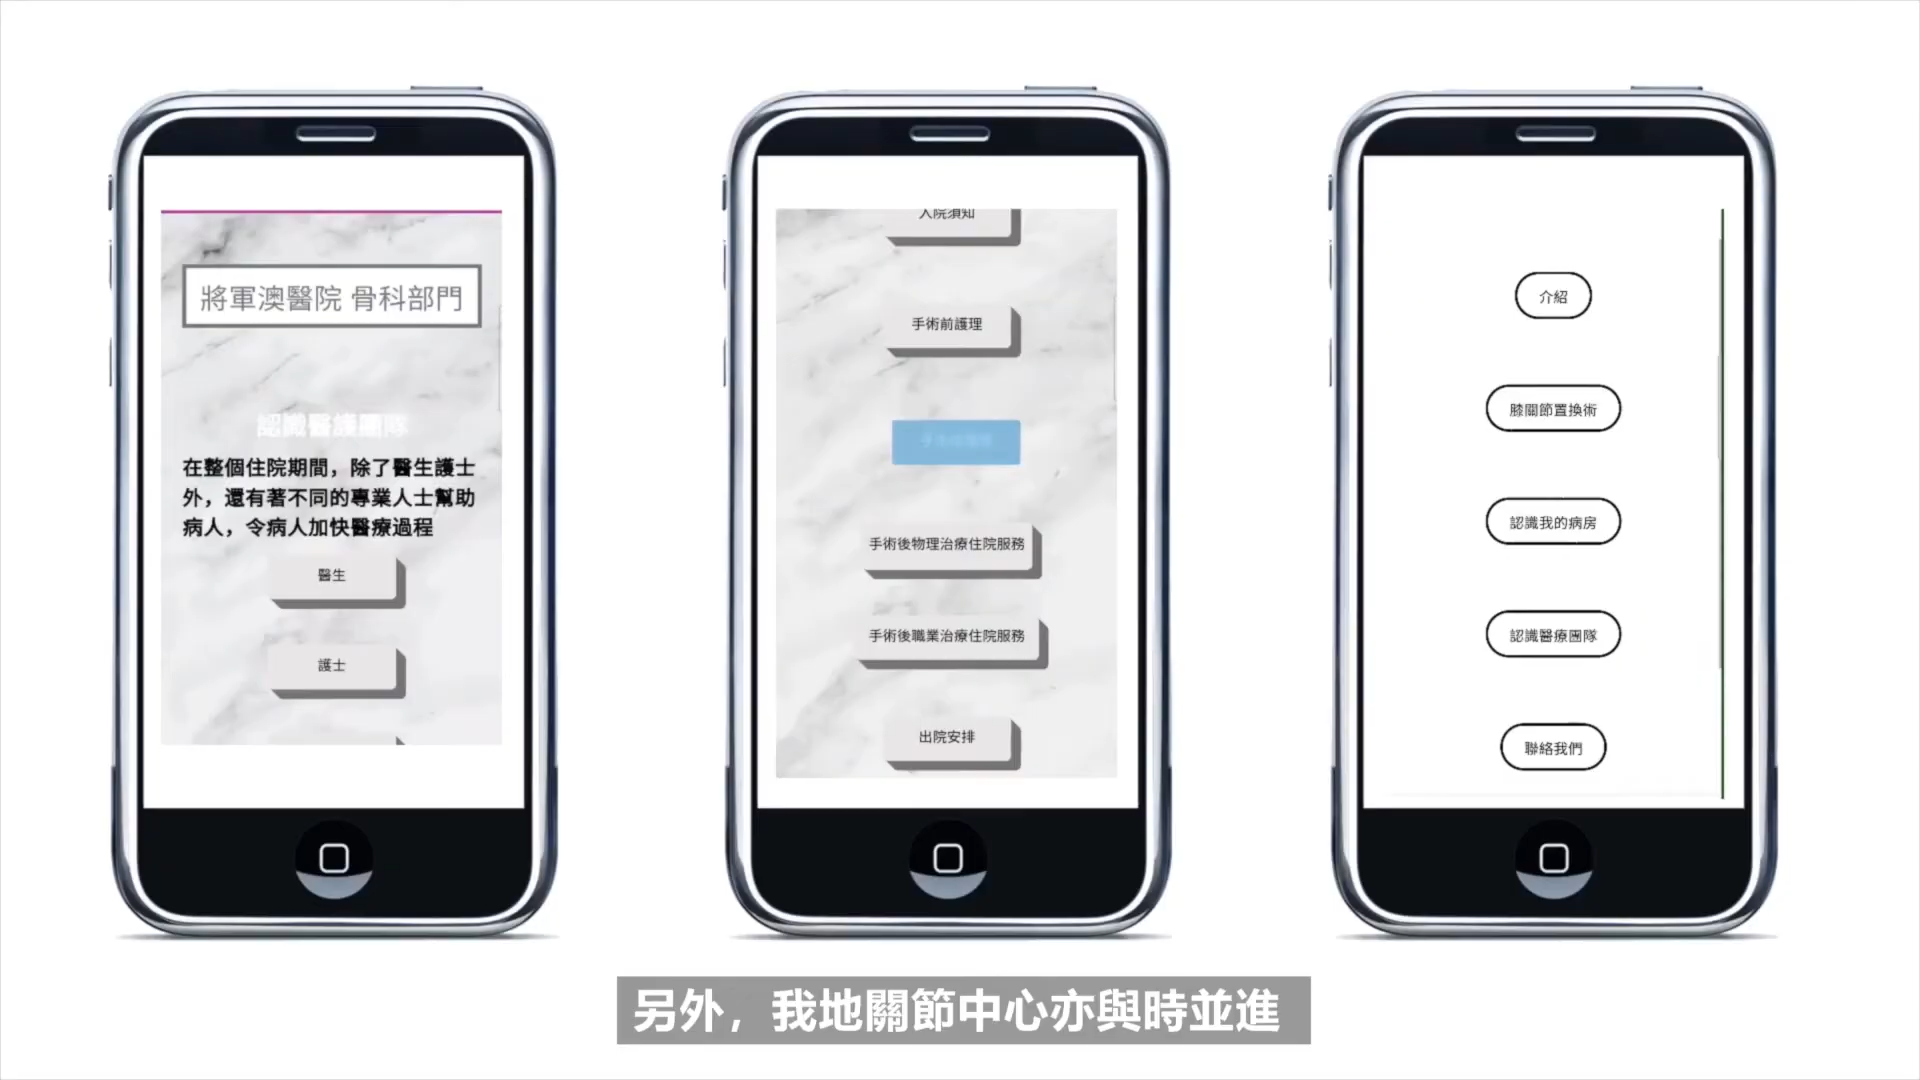 將軍澳醫院 骨科部門
認識醫護團隊
在整個住院期間，除了醫生護士
外，還有著不同的專業人士幫助
病人，令病人加快醫療過程
醫生
護士
入院須知
手術前護理
手術後物理治療住院服務
手術後職業治療住院服務
出院安排
介紹
膝關節置換術
認識我的病房
認識醫療團隊
聯絡我們
另外，我地關節中心亦與時並進